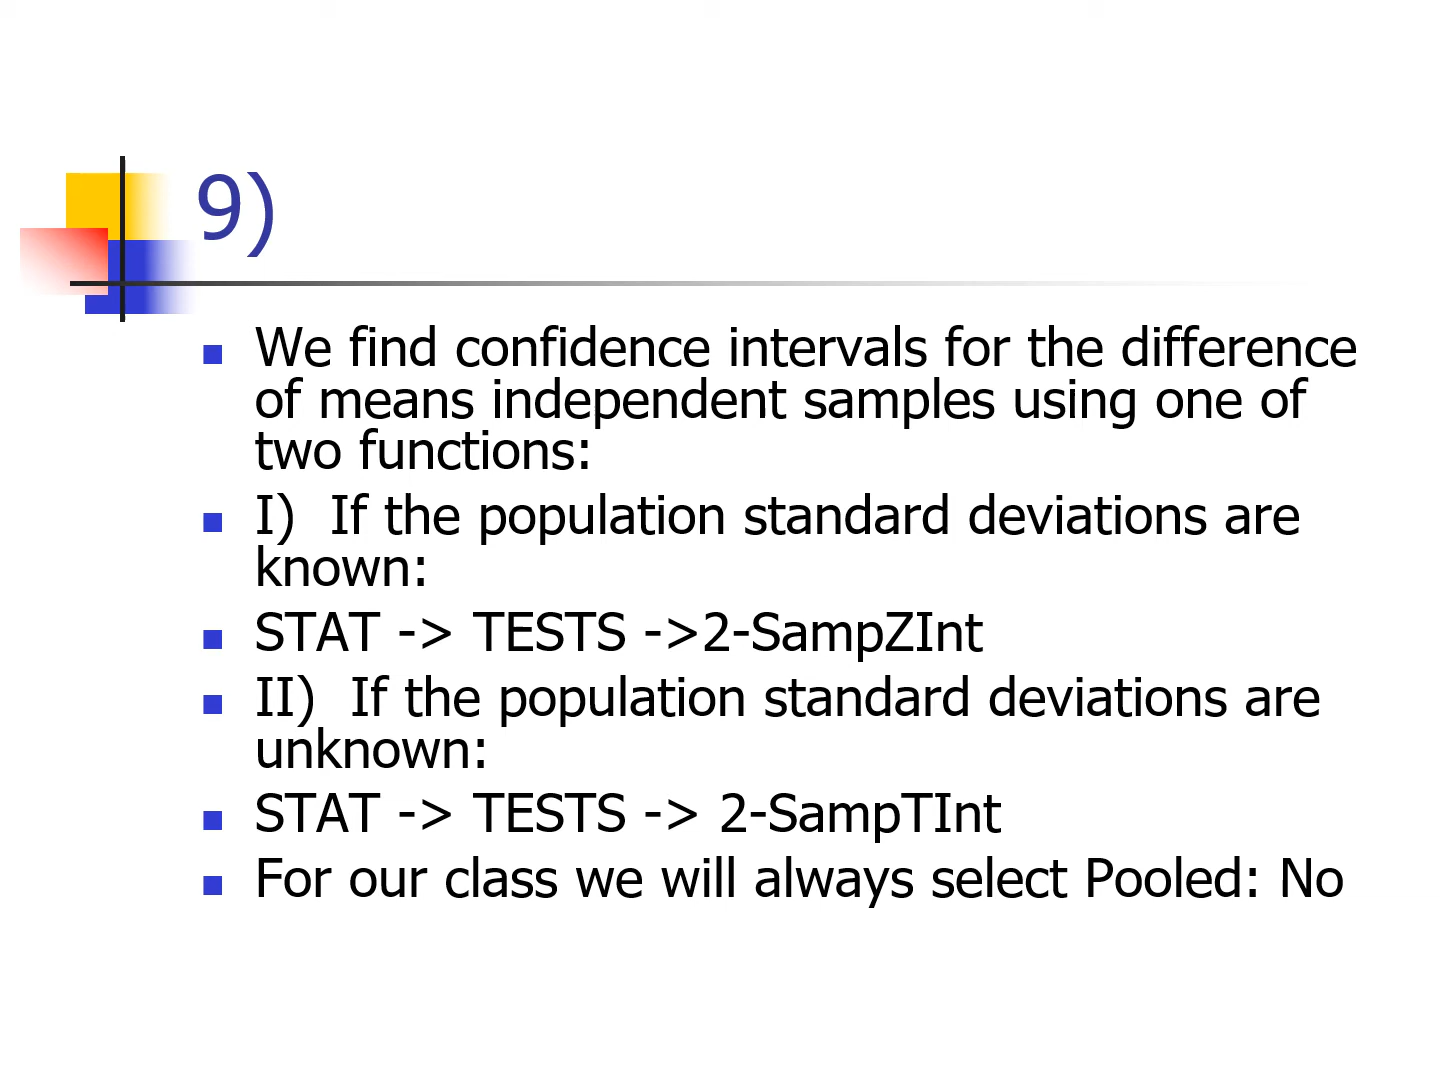 9)
We find confidence intervals for the difference
of means independent samples using one of
two functions:
I)  If the population standard deviations are
known:
STAT -> TESTS ->2-SampZInt
II)  If the population standard deviations are
unknown:
STAT -> TESTS -> 2-SampTInt
For our class we will always select Pooled: No